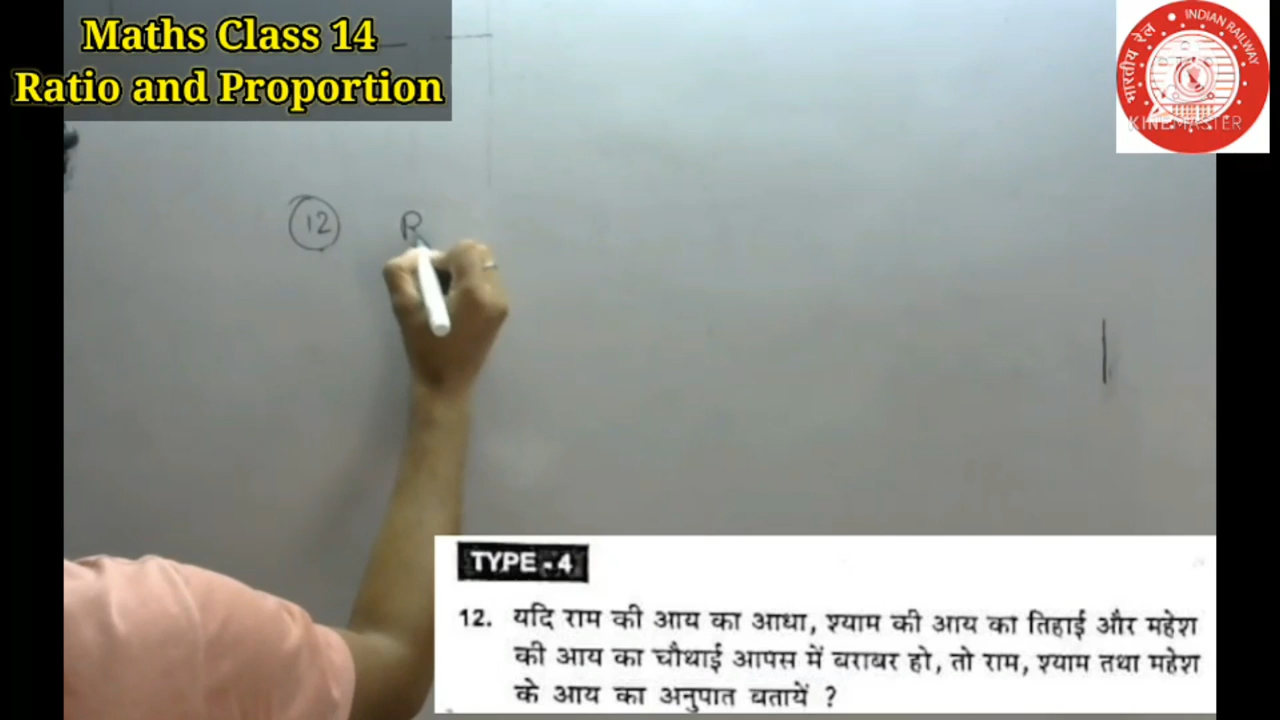 Maths Class 14
Ratio and Proportion
भारतीय रेल
INDIAN RAILWAY
KINEMASTER
12 R
TYPE - 4
12. यदि राम की आय का आधा, श्याम की आय का तिहाई और महेश
की आय का चौथाई आपस में बराबर हो, तो राम, श्याम तथा महेश
के आय का अनुपात बतायें ?